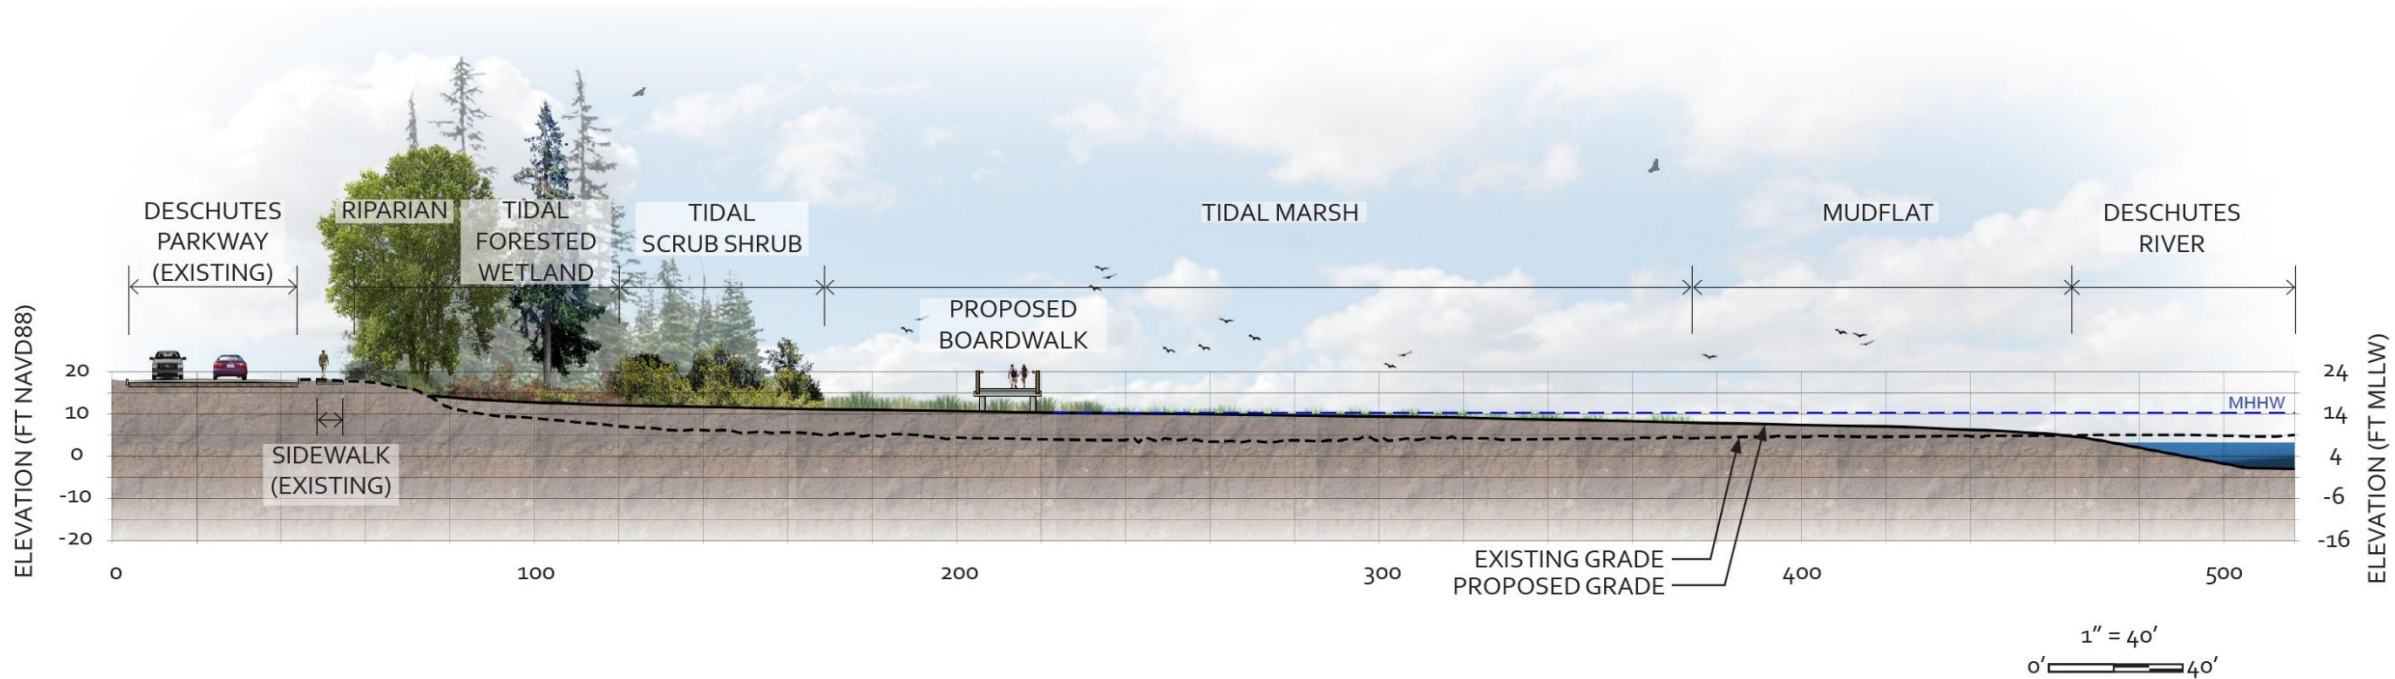 DESCHUTES
PARKWAY
(EXISTING)
RIPARIAN
TIDAL
FORESTED
WETLAND
TIDAL
SCRUB SHRUB
TIDAL MARSH
MUDFLAT
DESCHUTES
RIVER
PROPOSED
BOARDWALK
ELEVATION (FT NAVD88)
20
10
0
-10
-20
SIDEWALK
(EXISTING)
MHHW
24
14
4
-6
-16
ELEVATION (FT MLLW)
EXISTING GRADE
PROPOSED GRADE
0
100
200
300
400
500
1” = 40’
0’
40’